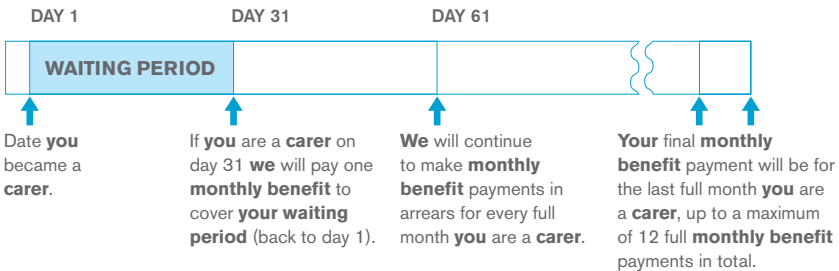 DAY 1
DAY 31
DAY 61
WAITING PERIOD
Date you
became a
carer.
If you are a carer on
day 31 we will pay one
monthly benefit to
cover your waiting
period (back to day 1).
We will continue
to make monthly
benefit payments in
arrears for every full
month you are a carer.
Your final monthly
benefit payment will be for
the last full month you are
a carer, up to a maximum
of 12 full monthly benefit
payments in total.